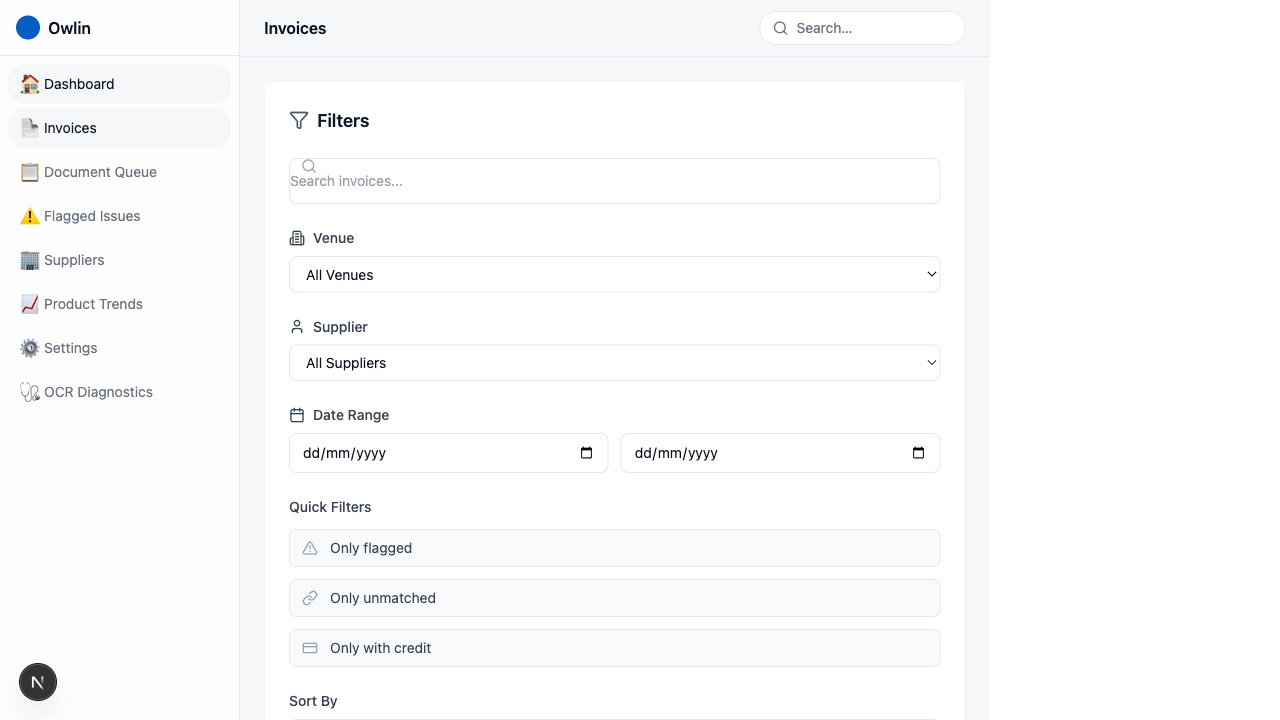 Owlin
Dashboard
Invoices
Document Queue
Flagged Issues
Suppliers
Product Trends
Settings
OCR Diagnostics
N
Invoices
Search...
Filters
Search invoices...
Venue
All Venues
Supplier
All Suppliers
Date Range
dd/mm/yyyy dd/mm/yyyy
Quick Filters
Only flagged
Only unmatched
Only with credit
Sort By